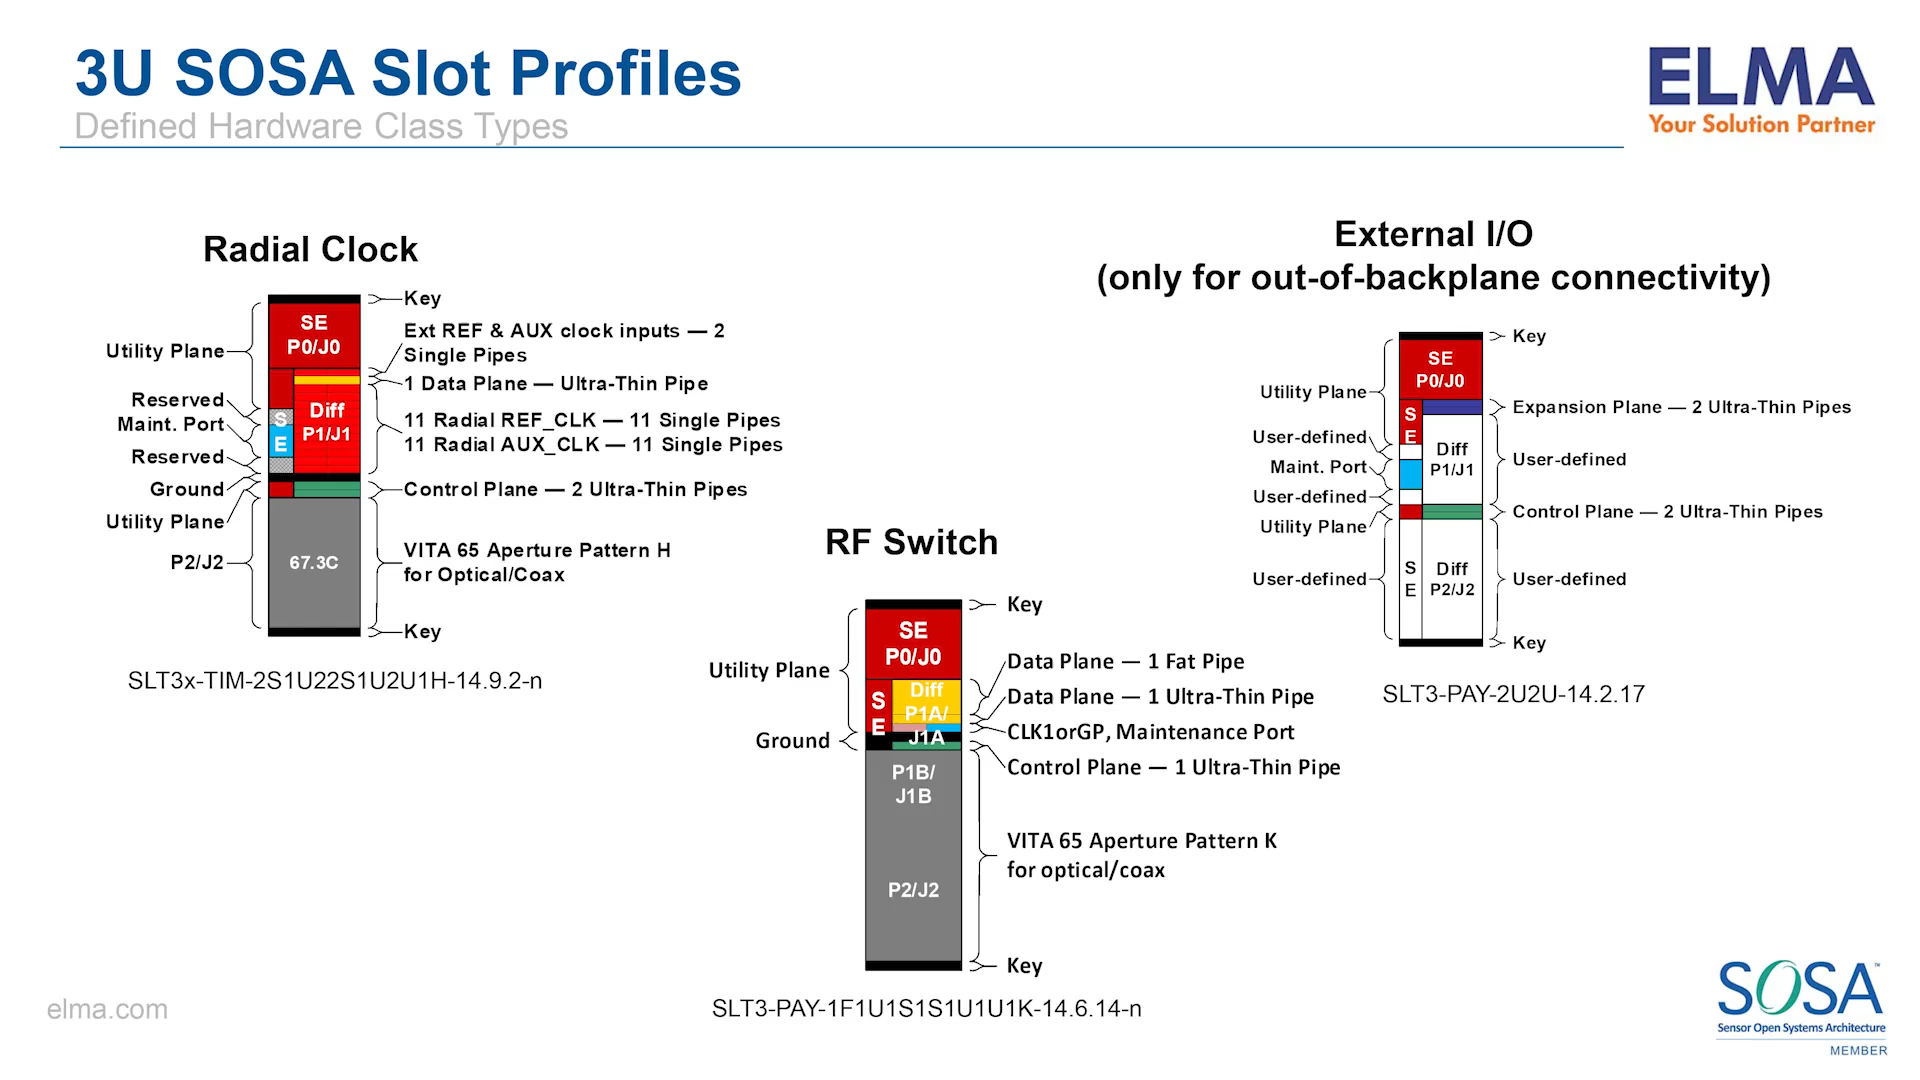 3U SOSA Slot Profiles
Defined Hardware Class Types
ELMA
Your Solution Partner
Radial Clock
Key
SE
P0/J0
Utility Plane
Ext REF & AUX clock inputs — 2
Single Pipes
1 Data Plane — Ultra-Thin Pipe
Reserved
Maint. Port
S
E
Diff
P1/J1
11 Radial REF_CLK — 11 Single Pipes
11 Radial AUX_CLK — 11 Single Pipes
Reserved
Ground
Control Plane — 2 Ultra-Thin Pipes
Utility Plane
P2/J2
67.3C
VITA 65 Aperture Pattern H
for Optical/Coax
Key
SLT3x-TIM-2S1U22S1U2U1H-14.9.2-n
RF Switch
Key
SE
P0/J0
Utility Plane
Data Plane — 1 Fat Pipe
S
E
Diff
P1A/
J1A
Data Plane — 1 Ultra-Thin Pipe
CLK1orGP, Maintenance Port
Ground
Control Plane — 1 Ultra-Thin Pipe
P1B/
J1B
VITA 65 Aperture Pattern K
for optical/coax
P2/J2
Key
SLT3-PAY-1F1U1S1S1U1U1K-14.6.14-n
External I/O
(only for out-of-backplane connectivity)
Key
SE
P0/J0
Utility Plane
Expansion Plane — 2 Ultra-Thin Pipes
S
E
User-defined
Diff
P1/J1
User-defined
Maint. Port
User-defined
Control Plane — 2 Ultra-Thin Pipes
Utility Plane
User-defined
S
E
Diff
P2/J2
User-defined
Key
SLT3-PAY-2U2U-14.2.17
elma.com
SOSA™
Sensor Open Systems Architecture
MEMBER